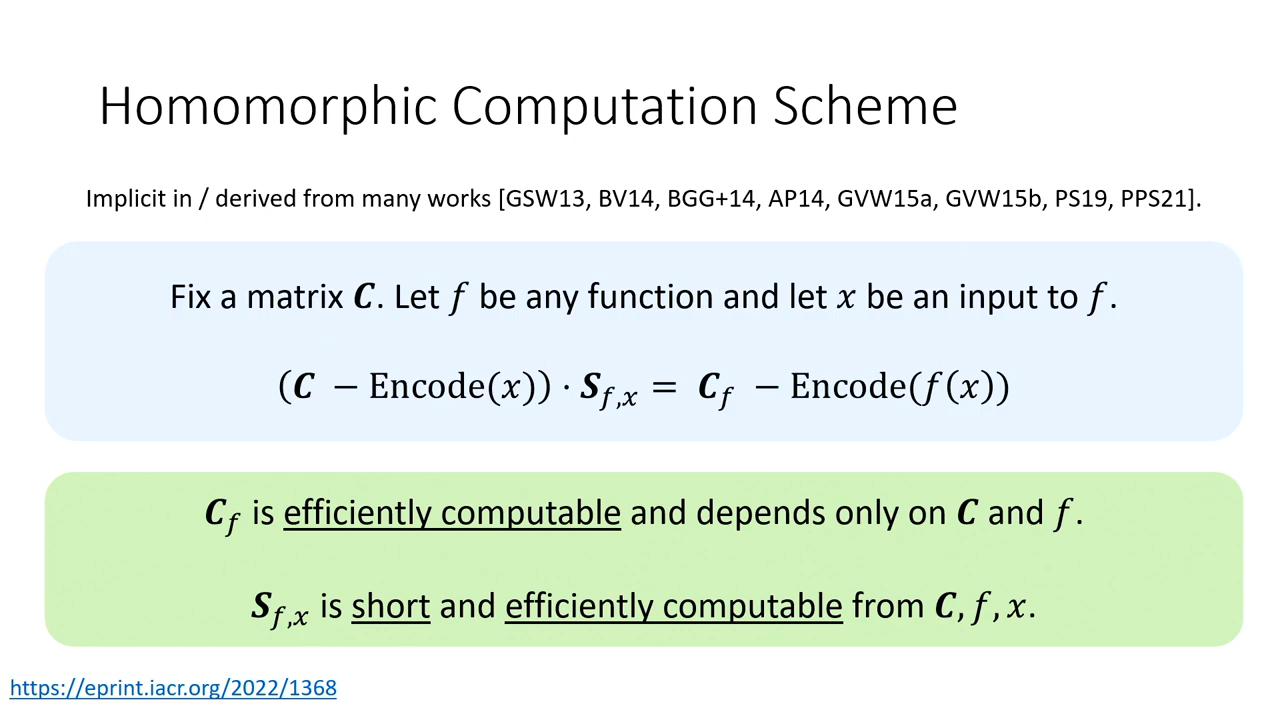 Homomorphic Computation Scheme
Implicit in / derived from many works [GSW13, BV14, BGG+14, AP14, GVW15a, GVW15b, PS19, PPS21].
Fix a matrix 𝑪. Let 𝑓 be any function and let 𝑥 be an input to 𝑓.
(𝑪 − Encode(𝑥)) ⋅ 𝑺_{𝑓,𝑥} = 𝑪_𝑓 − Encode(𝑓(𝑥))
𝑪_𝑓 is efficiently computable and depends only on 𝑪 and 𝑓.
𝑺_{𝑓,𝑥} is short and efficiently computable from 𝑪, 𝑓, 𝑥.
https://eprint.iacr.org/2022/1368